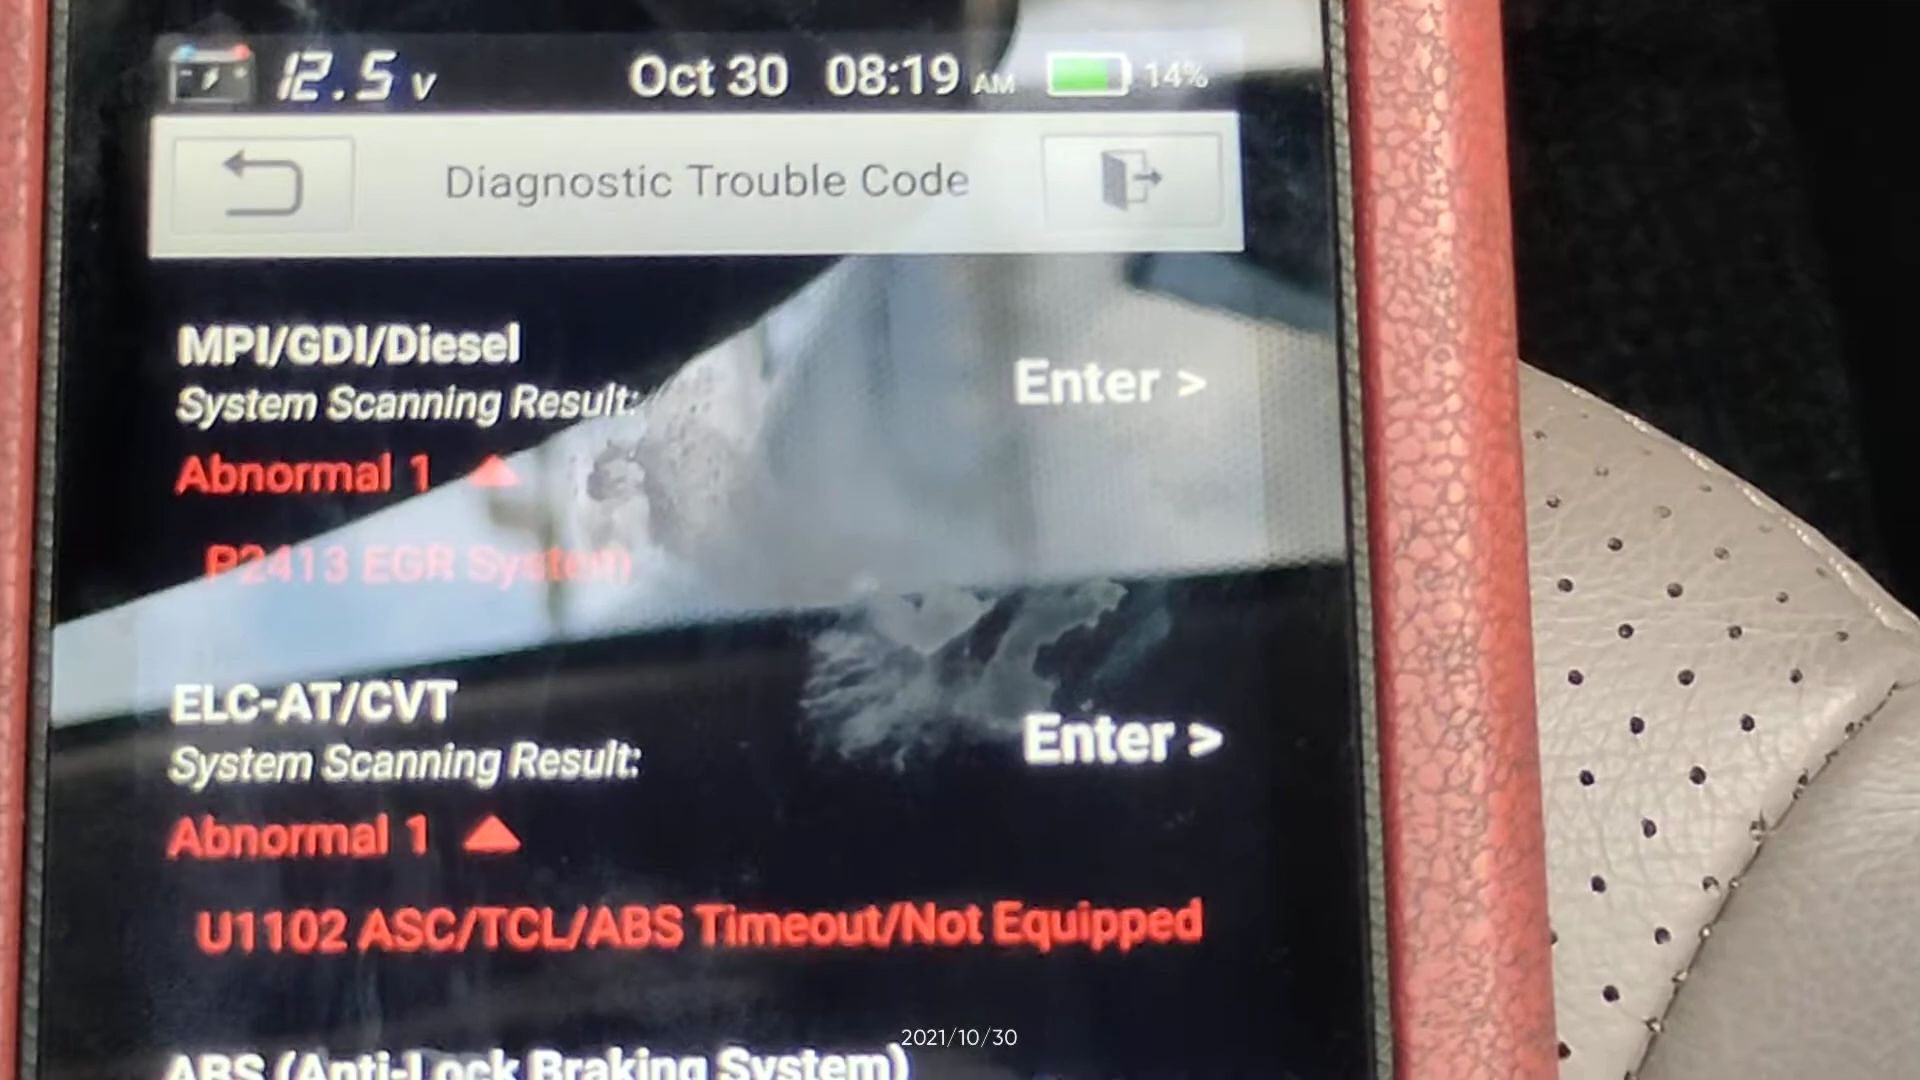 12.5 v Oct 30 08:19 AM 14%
Diagnostic Trouble Code
MPI/GDI/Diesel
System Scanning Result:
Enter >
Abnormal 1
P2413 EGR System
ELC-AT/CVT
System Scanning Result:
Enter >
Abnormal 1
U1102 ASC/TCL/ABS Timeout/Not Equipped
ABS (Anti-Lock Braking System)
2021/10/30